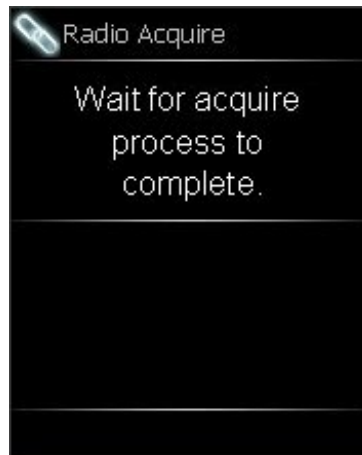 Radio Acquire
Wait for acquire
process to
complete.